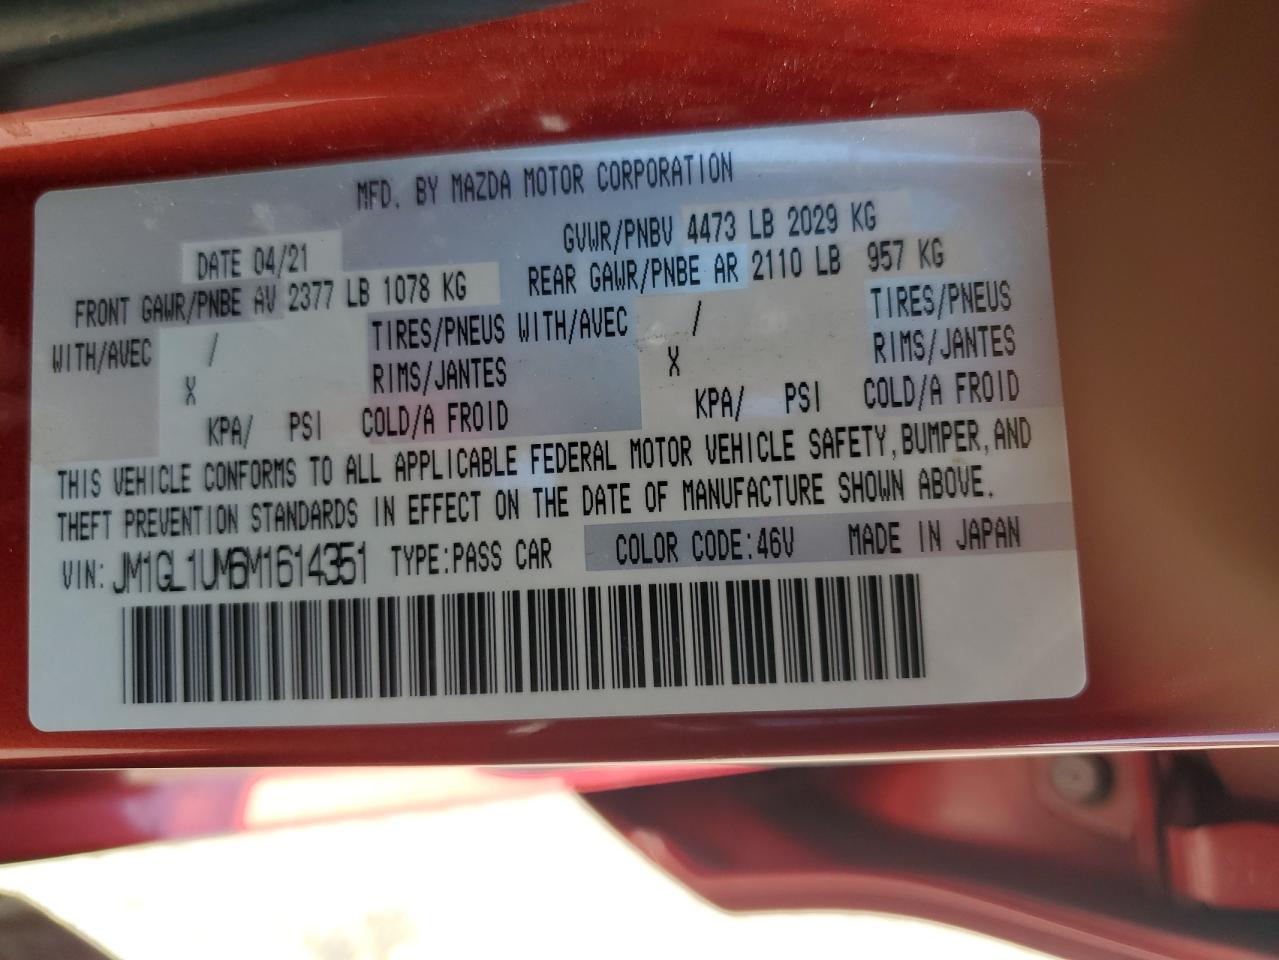 MFD. BY MAZDA MOTOR CORPORATION
DATE 04/21 GVWR/PNBV 4473 LB 2029 KG
FRONT GAWR/PNBE AV 2377 LB 1078 KG REAR GAWR/PNBE AR 2110 LB 957 KG
WITH/AVEC / TIRES/PNEUS WITH/AVEC / TIRES/PNEUS
X RIMS/JANTES X RIMS/JANTES
KPA/ PSI COLD/A FROID KPA/ PSI COLD/A FROID
THIS VEHICLE CONFORMS TO ALL APPLICABLE FEDERAL MOTOR VEHICLE SAFETY, BUMPER, AND
THEFT PREVENTION STANDARDS IN EFFECT ON THE DATE OF MANUFACTURE SHOWN ABOVE.
VIN: JM1GL1UM6M1614351 TYPE:PASS CAR COLOR CODE:46V MADE IN JAPAN